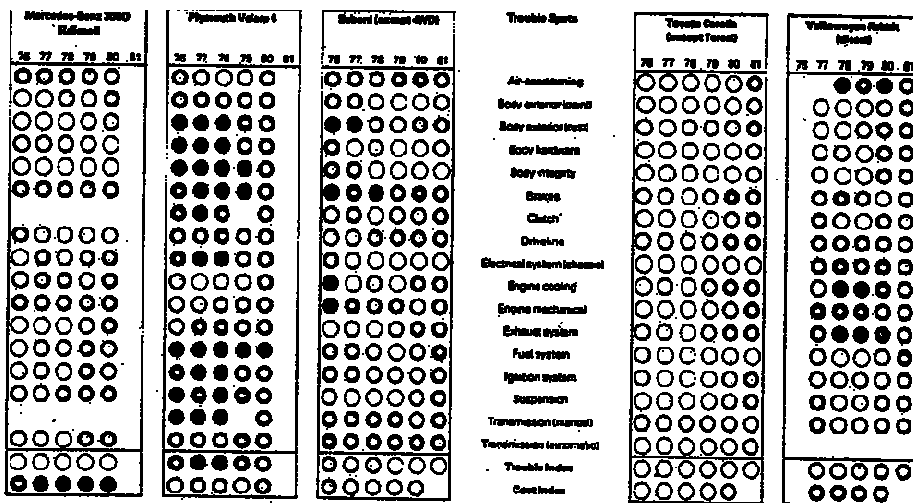 Mercedes-Benz 300D
(diesel)
76 77 78 79 80 81
Plymouth Volare 6
76 77 78 79 80 81
Subaru (except 4WD)
76 77 78 79 80 81
Trouble Spots
Toyota Corolla
(except Tercel)
76 77 78 79 80 81
Volkswagen Rabbit
(diesel)
76 77 78 79 80 81
Air-conditioning
Body exterior (paint)
Body exterior (rust)
Body hardware
Body integrity
Brakes
Clutch
Driveline
Electrical system (chassis)
Engine cooling
Engine mechanical
Exhaust system
Fuel system
Ignition system
Suspension
Transmission (manual)
Transmission (automatic)
Trouble Index
Cost Index